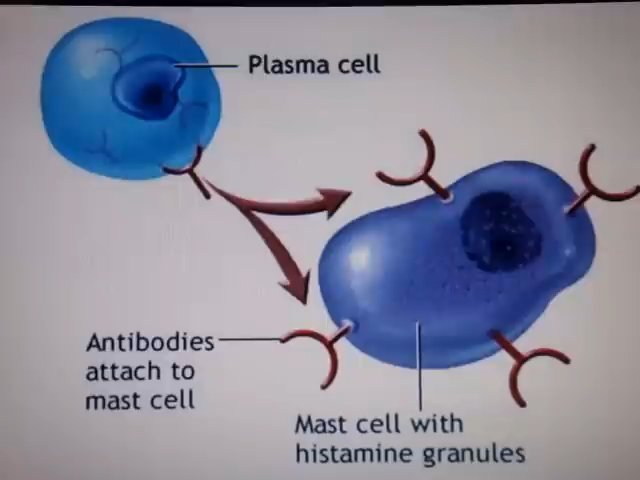 Plasma cell
Antibodies
attach to
mast cell
Mast cell with
histamine granules